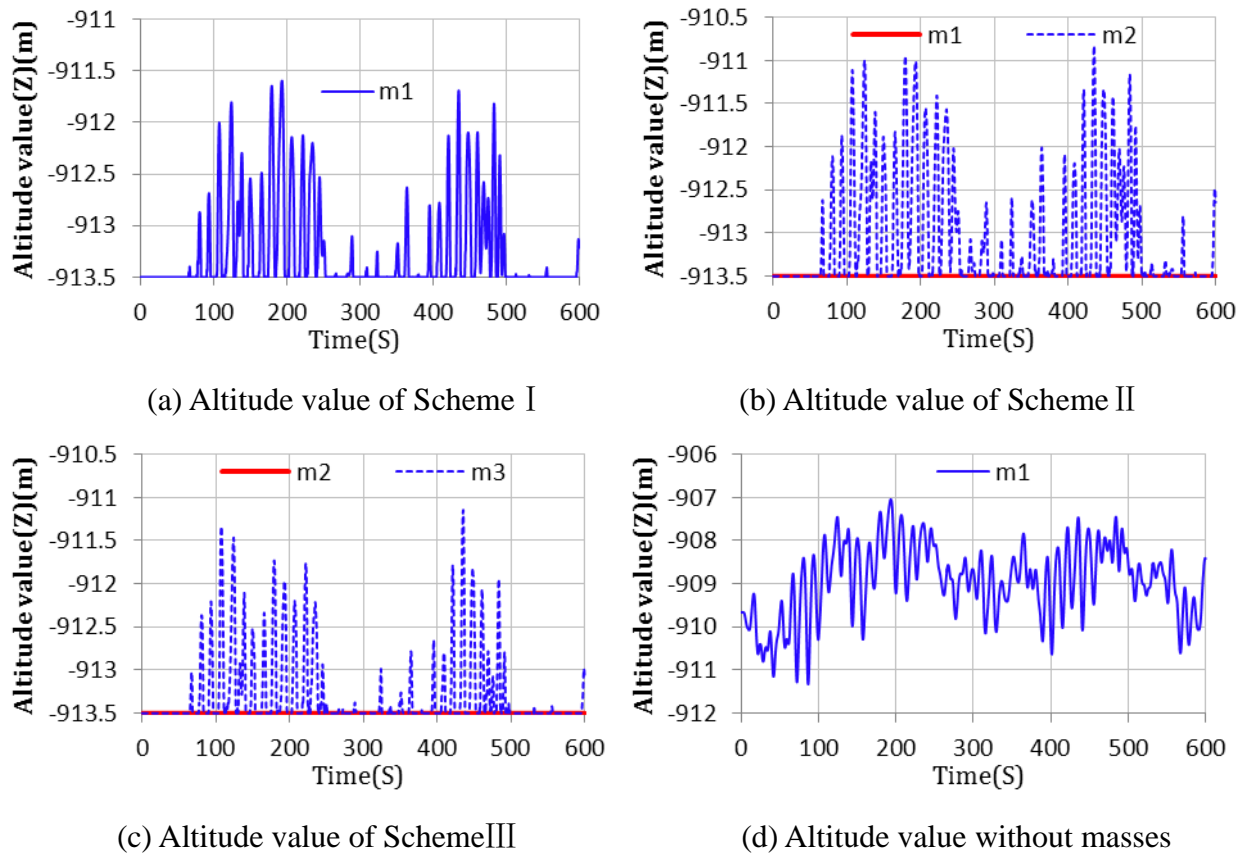 Altitude value(Z)(m)
-911
-911.5
-912
-912.5
-913
-913.5
m1
0 100 200 300 400 500 600
Time(S)
(a) Altitude value of Scheme Ⅰ
Altitude value(Z)(m)
-910.5
-911
-911.5
-912
-912.5
-913
-913.5
m1 m2
0 100 200 300 400 500 600
Time(S)
(b) Altitude value of Scheme Ⅱ
Altitude value(Z)(m)
-910.5
-911
-911.5
-912
-912.5
-913
-913.5
m2 m3
0 100 200 300 400 500 600
Time(S)
(c) Altitude value of SchemeⅢ
Altitude value(Z)(m)
-906
-907
-908
-909
-910
-911
-912
m1
0 100 200 300 400 500 600
Time(S)
(d) Altitude value without masses